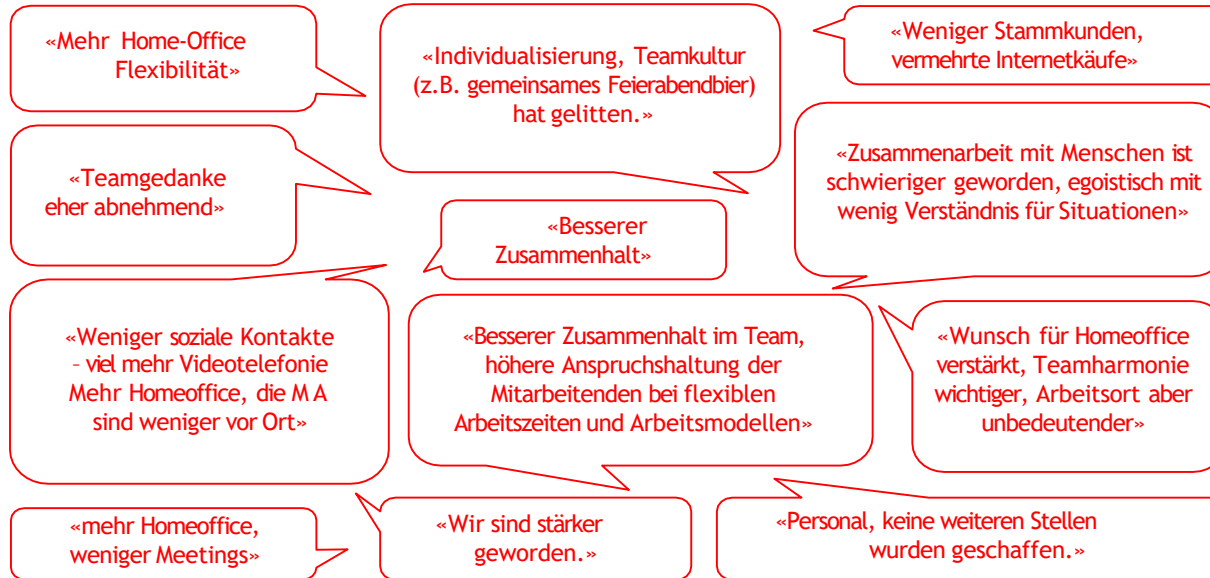 «Mehr Home-Office
Flexibilität»
«Individualisierung, Teamkultur
(z.B. gemeinsames Feierabendbier)
hat gelitten.»
«Weniger Stammkunden,
vermehrte Internetkäufe»
«Teamgedanke
eher abnehmend»
«Besserer
Zusammenhalt»
«Zusammenarbeit mit Menschen ist
schwieriger geworden, egoistisch mit
wenig Verständnis für Situationen»
«Weniger soziale Kontakte
– viel mehr Videotelefonie
Mehr Homeoffice, die MA
sind weniger vor Ort»
«Besserer Zusammenhalt im Team,
höhere Anspruchshaltung der
Mitarbeitenden bei flexiblen
Arbeitszeiten und Arbeitsmodellen»
«Wunsch für Homeoffice
verstärkt, Teamharmonie
wichtiger, Arbeitsort aber
unbedeutender»
«mehr Homeoffice,
weniger Meetings»
«Wir sind stärker
geworden.»
«Personal, keine weiteren Stellen
wurden geschaffen.»